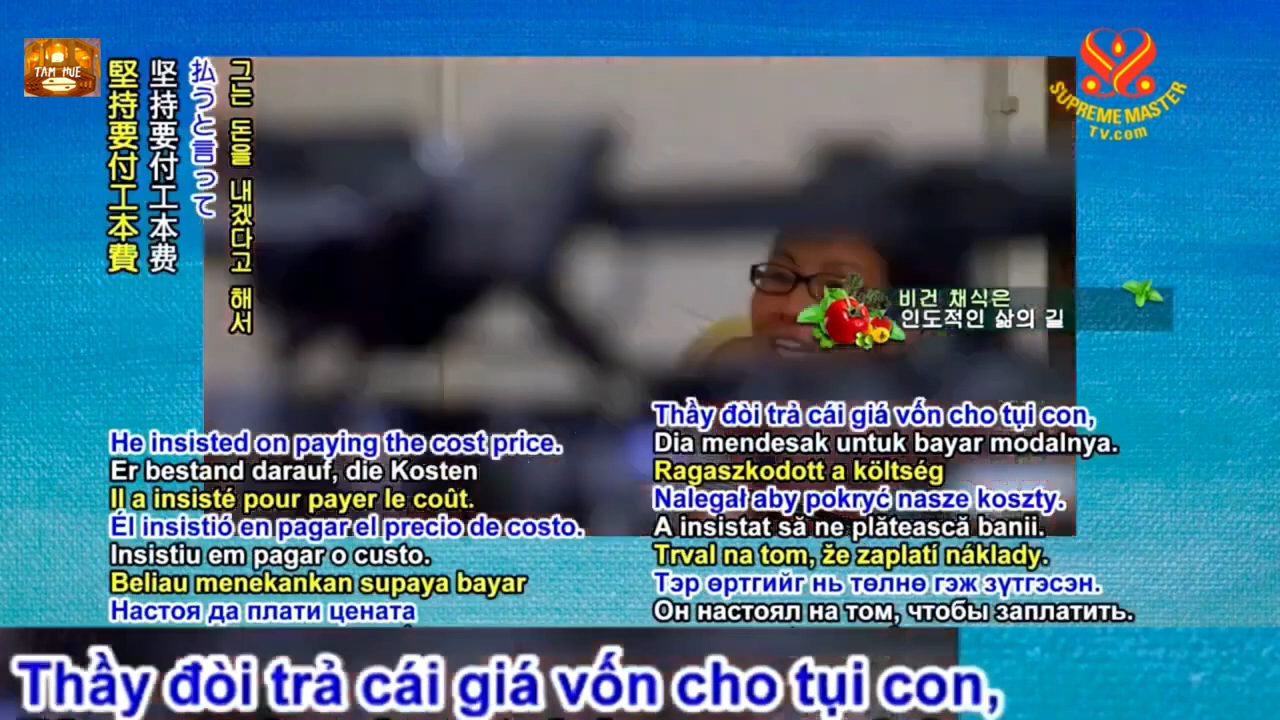 TAM HUE
堅持要付工本費
坚持要付工本费
払うと言って
그는 돈을 내겠다고 해서
SUPREME MASTER
TV.com
비건 채식은
인도적인 삶의 길
He insisted on paying the cost price.
Er bestand darauf, die Kosten
Il a insisté pour payer le coût.
Él insistió en pagar el precio de costo.
Insistiu em pagar o custo.
Beliau menekankan supaya bayar
Настоя да плати цената
Thầy đòi trả cái giá vốn cho tụi con,
Dia mendesak untuk bayar modalnya.
Ragaszkodott a költség
Nalegał aby pokryć nasze koszty.
A insistat să ne plătească banii.
Trval na tom, že zaplatí náklady.
Тэр өртгийг нь төлнө гэж зүтгэсэн.
Он настоял на том, чтобы заплатить.
Thầy đòi trả cái giá vốn cho tụi con,